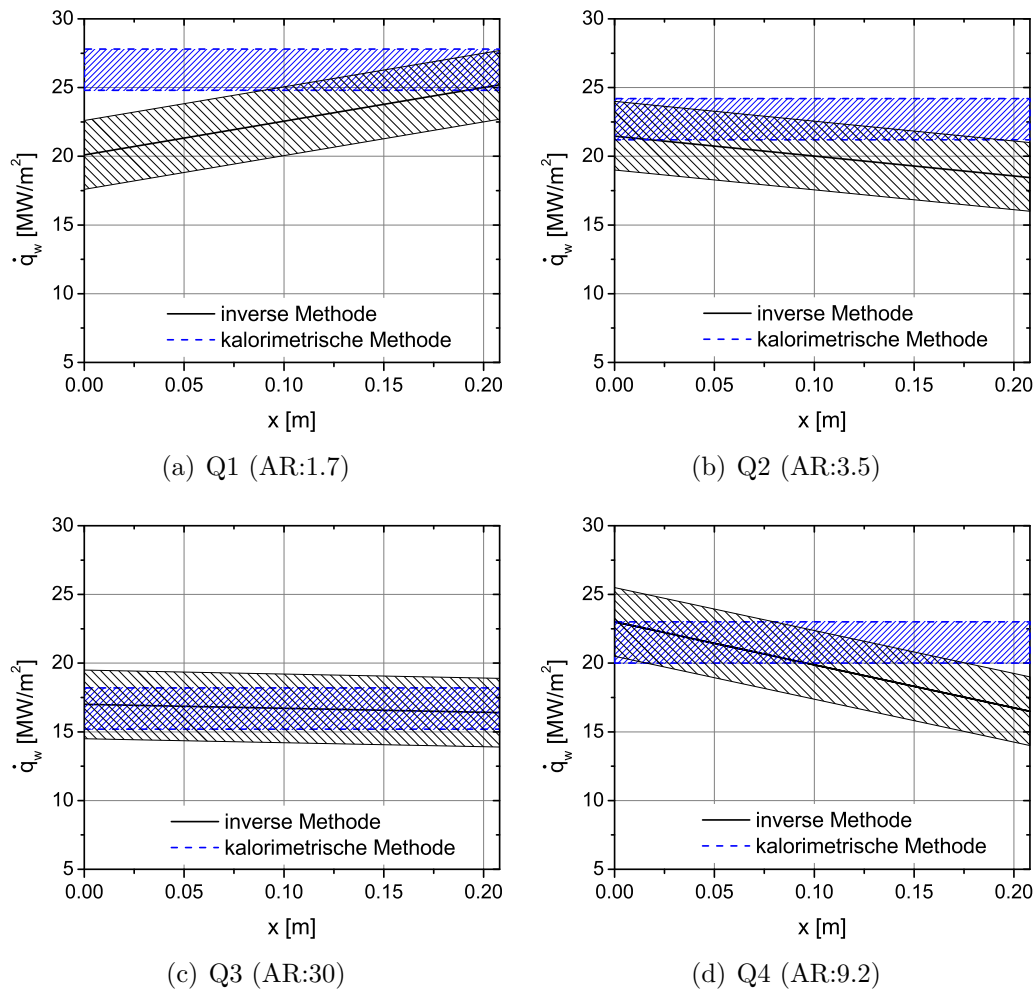 30
25
20
15
10
5
q̇w [MW/m²]
inverse Methode
kalorimetrische Methode
0.00 0.05 0.10 0.15 0.20
x [m]
(a) Q1 (AR:1.7)
30
25
20
15
10
5
q̇w [MW/m²]
inverse Methode
kalorimetrische Methode
0.00 0.05 0.10 0.15 0.20
x [m]
(b) Q2 (AR:3.5)
30
25
20
15
10
5
q̇w [MW/m²]
inverse Methode
kalorimetrische Methode
0.00 0.05 0.10 0.15 0.20
x [m]
(c) Q3 (AR:30)
30
25
20
15
10
5
q̇w [MW/m²]
inverse Methode
kalorimetrische Methode
0.00 0.05 0.10 0.15 0.20
x [m]
(d) Q4 (AR:9.2)